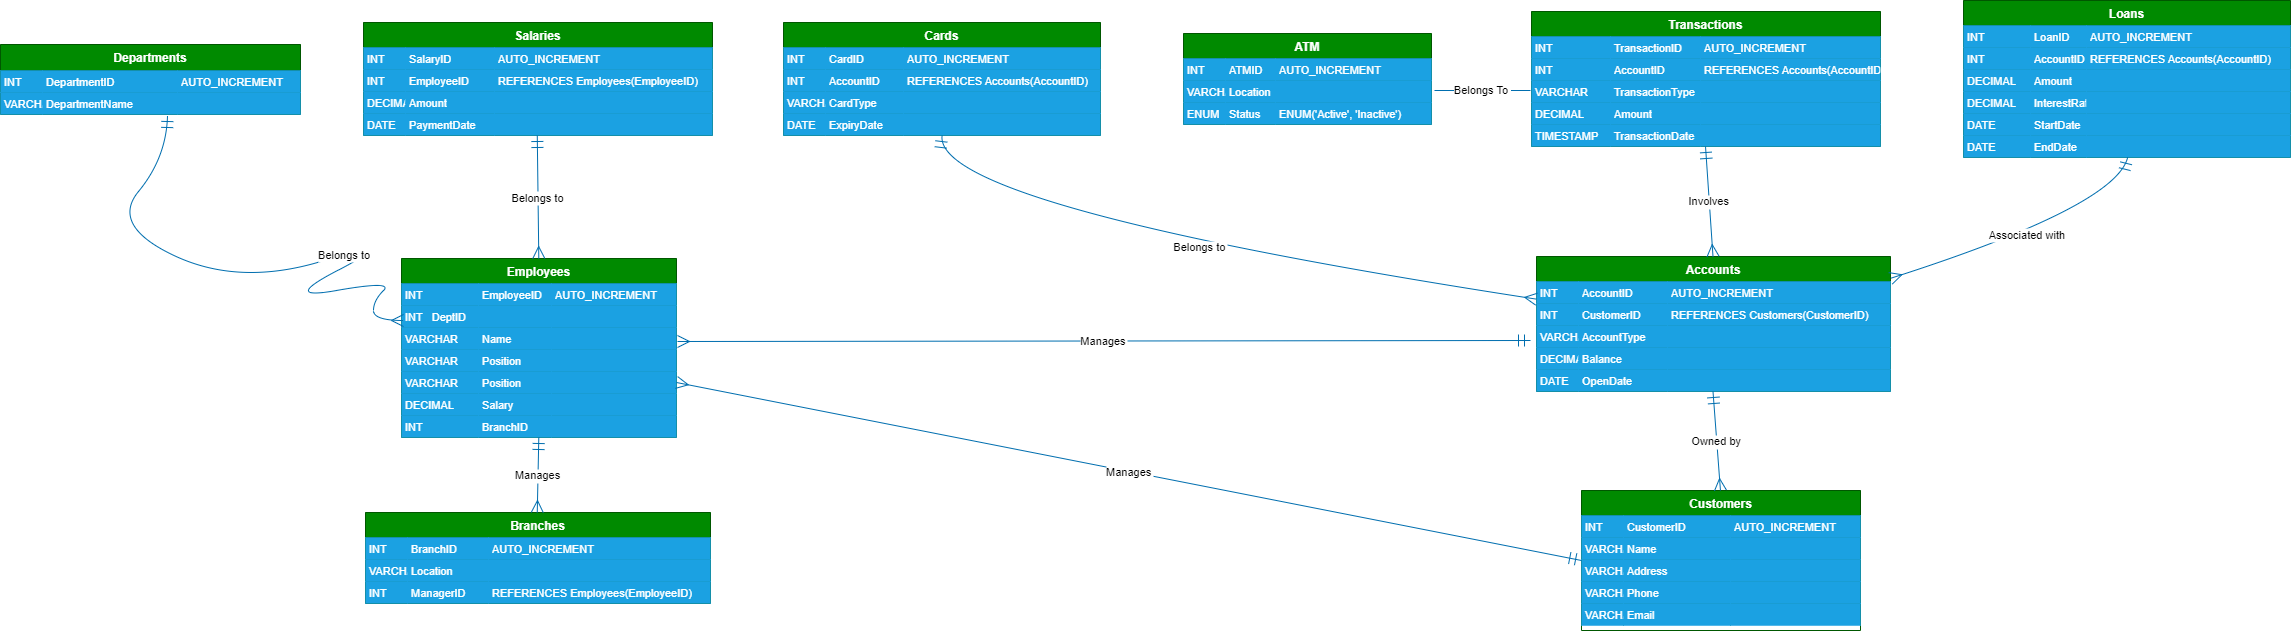 Departments
INT DepartmentID AUTO_INCREMENT
VARCH DepartmentName
Salaries
INT SalaryID AUTO_INCREMENT
INT EmployeeID REFERENCES Employees(EmployeeID)
DECIMA Amount
DATE PaymentDate
Cards
INT CardID AUTO_INCREMENT
INT AccountID REFERENCES Accounts(AccountID)
VARCH CardType
DATE ExpiryDate
ATM
INT ATMID AUTO_INCREMENT
VARCH Location
ENUM Status ENUM('Active', 'Inactive')
Belongs To
Transactions
INT TransactionID AUTO_INCREMENT
INT AccountID REFERENCES Accounts(AccountID
VARCHAR TransactionType
DECIMAL Amount
TIMESTAMP TransactionDate
Loans
INT LoanID AUTO_INCREMENT
INT AccountID REFERENCES Accounts(AccountID)
DECIMAL Amount
DECIMAL InterestRat
DATE StartDate
DATE EndDate
Belongs to
Belongs to
Belongs to
Involves
Associated with
Employees
INT EmployeeID AUTO_INCREMENT
INT DeptID
VARCHAR Name
VARCHAR Position
VARCHAR Position
DECIMAL Salary
INT BranchID
Accounts
INT AccountID AUTO_INCREMENT
INT CustomerID REFERENCES Customers(CustomerID)
VARCH AccountType
DECIMA Balance
DATE OpenDate
Manages
Manages
Manages
Owned by
Branches
INT BranchID AUTO_INCREMENT
VARCH Location
INT ManagerID REFERENCES Employees(EmployeeID)
Customers
INT CustomerID AUTO_INCREMENT
VARCH Name
VARCH Address
VARCH Phone
VARCH Email